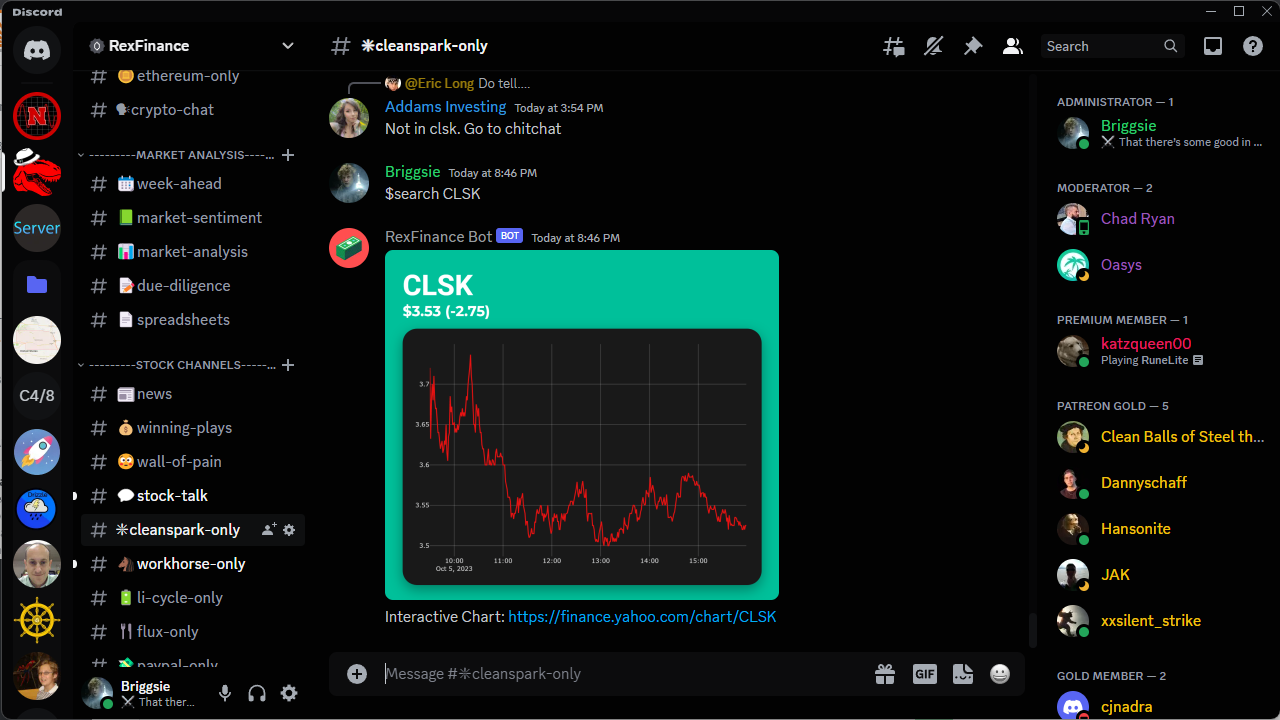 Discord
RexFinance
ethereum-only
crypto-chat
---------MARKET ANALYSIS----...
week-ahead
market-sentiment
market-analysis
due-diligence
spreadsheets
---------STOCK CHANNELS-----...
news
winning-plays
wall-of-pain
stock-talk
cleanspark-only
workhorse-only
li-cycle-only
flux-only
paypal-only
Server
C4/8
N
Briggsie
That ther...
# ✳cleanspark-only
Search
@Eric Long Do tell....
Addams Investing Today at 3:54 PM
Not in clsk. Go to chitchat
Briggsie Today at 8:46 PM
$search CLSK
RexFinance Bot BOT Today at 8:46 PM
CLSK
$3.53 (-2.75)
3.7
3.65
3.6
3.55
3.5
10:00 11:00 12:00 13:00 14:00 15:00
Oct 5, 2023
Interactive Chart: https://finance.yahoo.com/chart/CLSK
Message #✳cleanspark-only
GIF
ADMINISTRATOR — 1
Briggsie
That there's some good in ...
MODERATOR — 2
Chad Ryan
Oasys
PREMIUM MEMBER — 1
katzqueen00
Playing RuneLite
PATREON GOLD — 5
Clean Balls of Steel th...
Dannyschaff
Hansonite
JAK
xxsilent_strike
GOLD MEMBER — 2
cjnadra